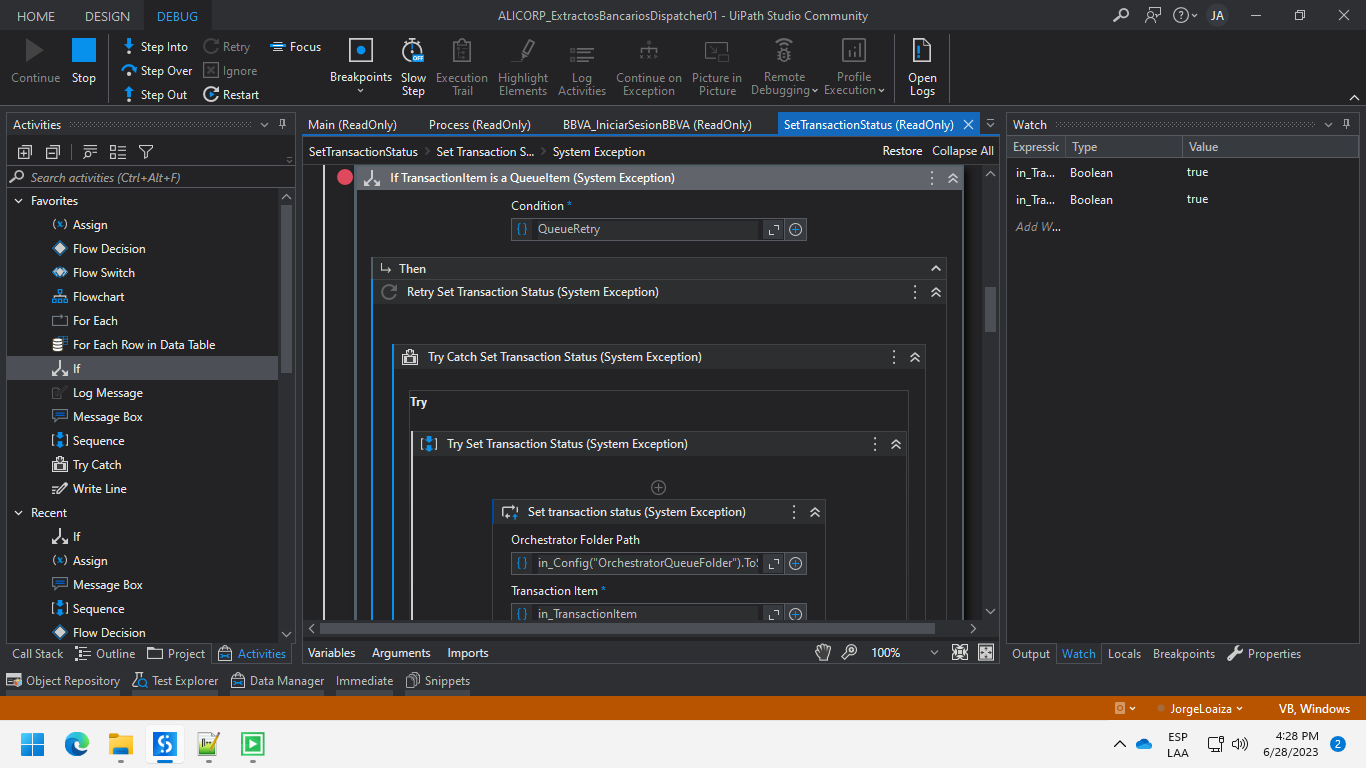 ALICORP_ExtractosBancariosDispatcher01 - UiPath Studio Community
HOME DESIGN DEBUG
JA
Continue
Stop
Step Into
Step Over
Step Out
Retry
Ignore
Restart
Focus
Breakpoints
Slow Step
OFF
Execution Trail
Highlight Elements
Log Activities
Continue on Exception
Picture in Picture
Remote Debugging
Profile Execution
Open Logs
Activities
Search activities (Ctrl+Alt+F)
Favorites
Assign
Flow Decision
Flow Switch
Flowchart
For Each
For Each Row in Data Table
If
Log Message
Message Box
Sequence
Try Catch
Write Line
Recent
If
Assign
Message Box
Sequence
Flow Decision
Call Stack Outline Project Activities
Main (ReadOnly) Process (ReadOnly) BBVA_IniciarSesionBBVA (ReadOnly) SetTransactionStatus (ReadOnly)
SetTransactionStatus Set Transaction S... System Exception Restore Collapse All
If TransactionItem is a QueueItem (System Exception)
Condition *
QueueRetry
Then
Retry Set Transaction Status (System Exception)
Try Catch Set Transaction Status (System Exception)
Try
Try Set Transaction Status (System Exception)
Set transaction status (System Exception)
Orchestrator Folder Path
in_Config("OrchestratorQueueFolder").ToS
Transaction Item *
in_TransactionItem
Variables Arguments Imports 100%
Watch
Expressic Type Value
in_Tra... Boolean true
in_Tra... Boolean true
Add W...
Output Watch Locals Breakpoints Properties
Object Repository Test Explorer Data Manager Immediate Snippets
JorgeLoaiza VB, Windows
ESP
LAA
4:28 PM
6/28/2023
2